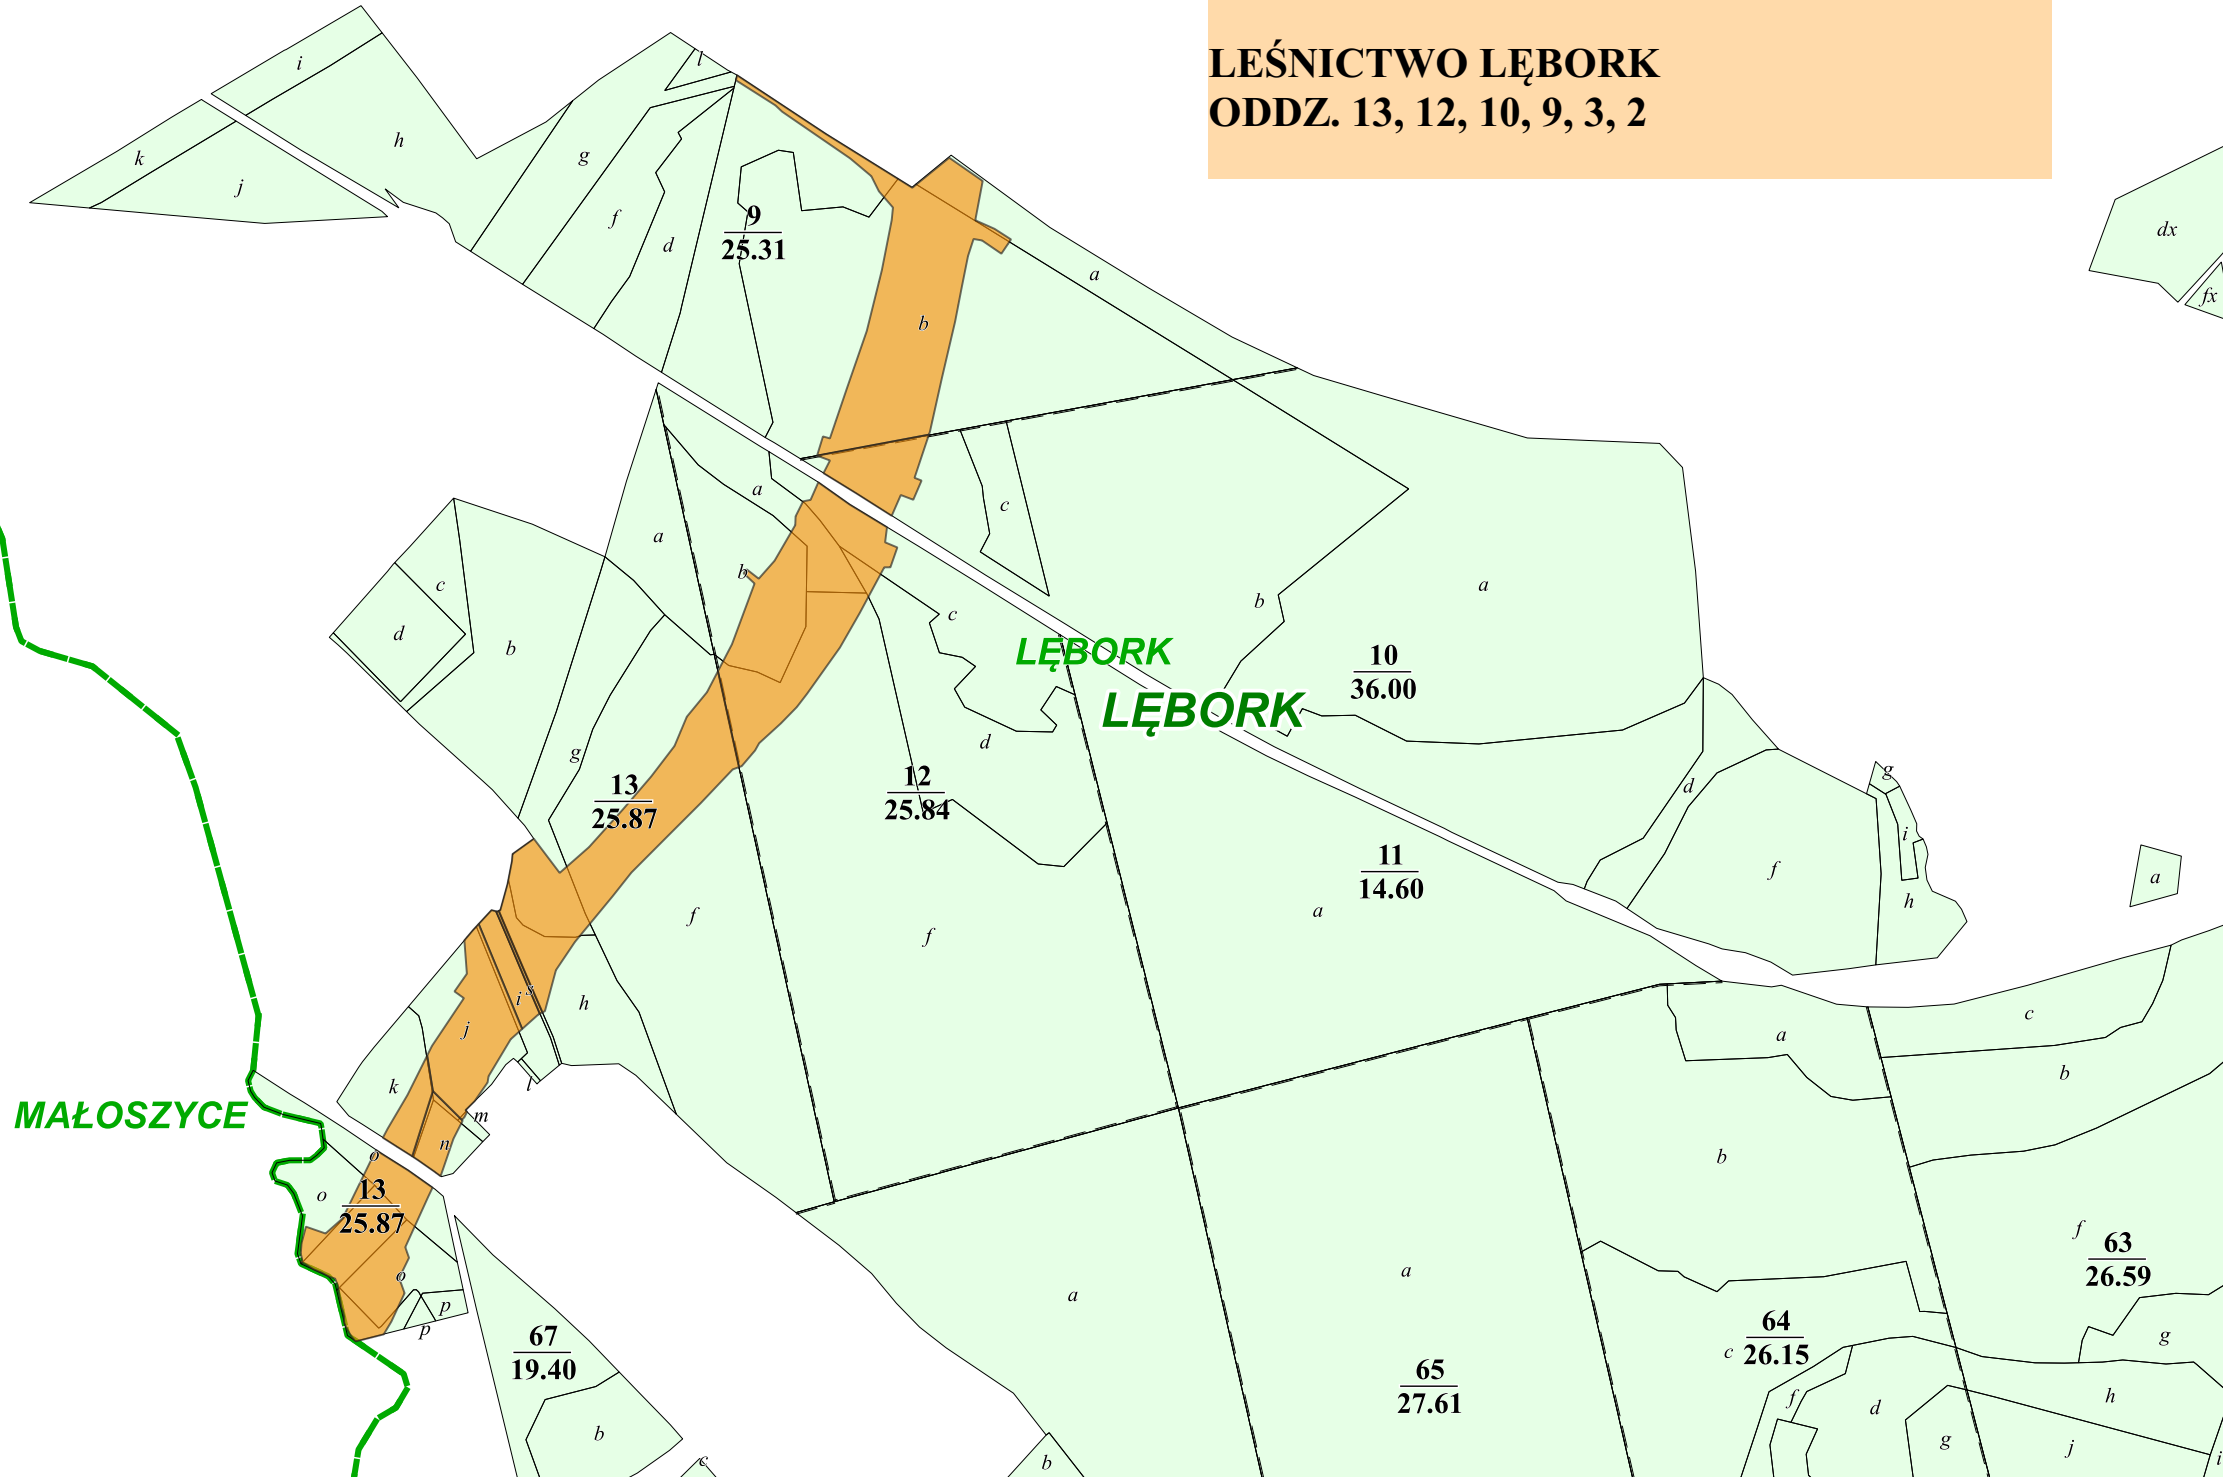 LEŚNICTWO LĘBORK
ODDZ. 13, 12, 10, 9, 3, 2
i
l
h
k
j
g
f
d
9
25.31
a
dx
fx
b
a
c
a
b
c
d
b
c
b
a
LĘBORK
10
36.00
LĘBORK
g
d
13
25.87
12
25.84
d
g
i
f
h
a
11
14.60
a
f
f
i
s
h
j
c
a
b
k
l
m
n
MAŁOSZYCE
o
o
13
25.87
b
f
63
26.59
o
p
p
a
a
67
19.40
64
26.15
c
g
65
27.61
f
d
h
b
g
j
b
c
i